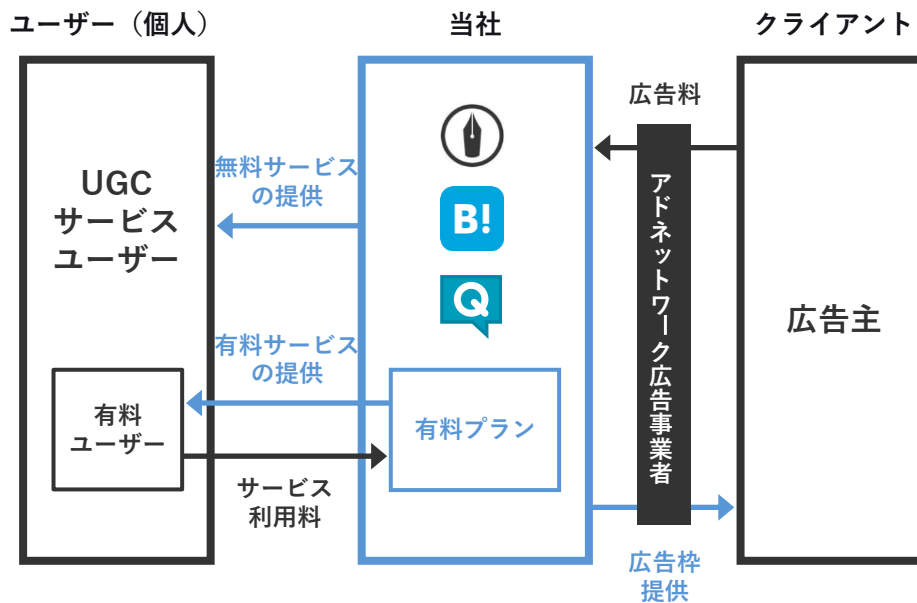 ユーザー（個人）
当社
クライアント
UGC
サービス
ユーザー
無料サービス
の提供
B!
Q
広告料
アドネットワーク広告事業者
広告主
有料サービス
の提供
有料
ユーザー
有料プラン
サービス
利用料
広告枠
提供